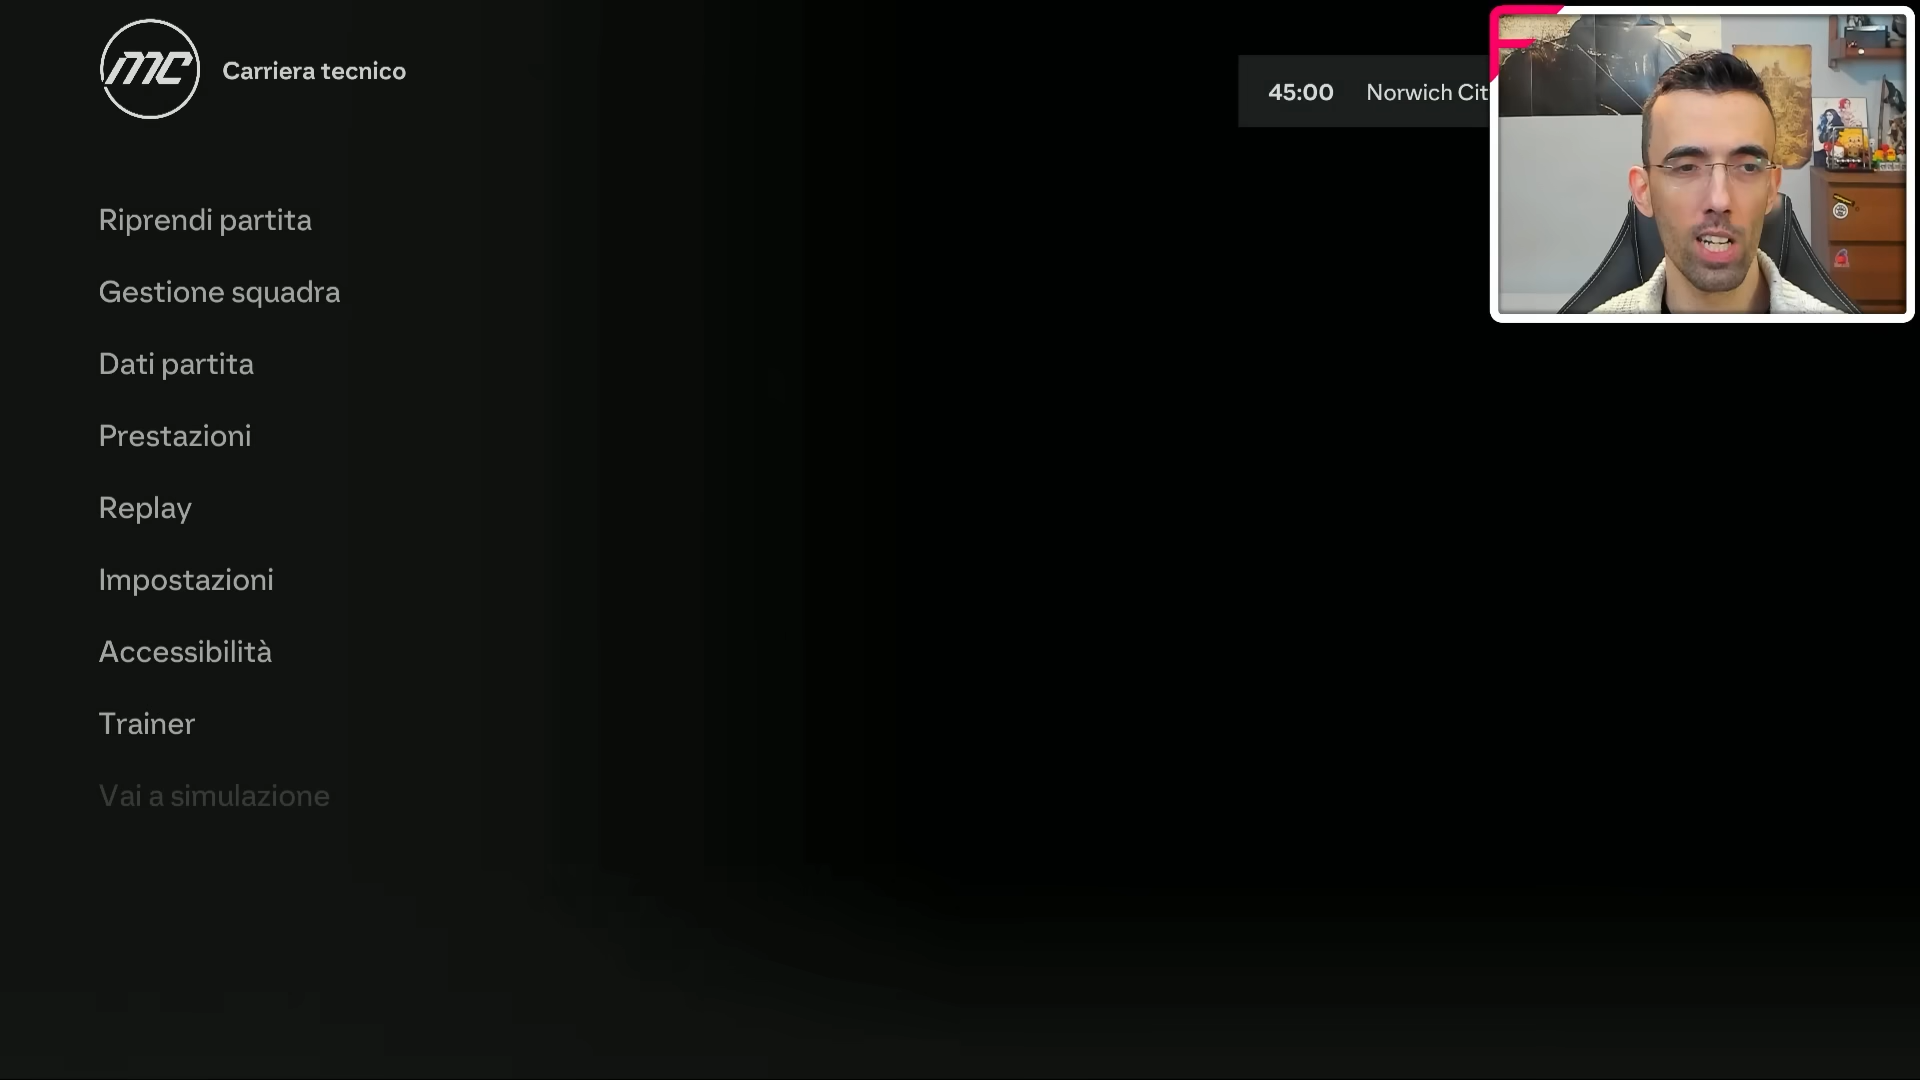 MC
Carriera tecnico
45:00 Norwich Cit
Riprendi partita
Gestione squadra
Dati partita
Prestazioni
Replay
Impostazioni
Accessibilità
Trainer
Vai a simulazione